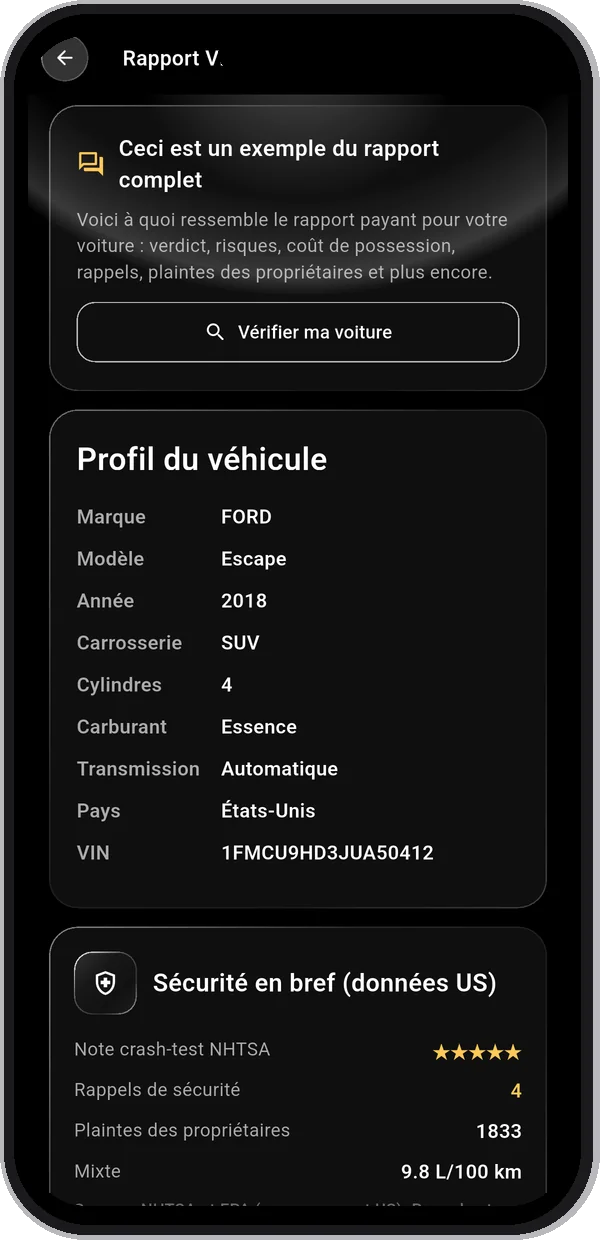 Rapport V
Ceci est un exemple du rapport
complet
Voici à quoi ressemble le rapport payant pour votre
voiture : verdict, risques, coût de possession,
rappels, plaintes des propriétaires et plus encore.
Vérifier ma voiture
Profil du véhicule
Marque FORD
Modèle Escape
Année 2018
Carrosserie SUV
Cylindres 4
Carburant Essence
Transmission Automatique
Pays États-Unis
VIN 1FMCU9HD3JUA50412
Sécurité en bref (données US)
Note crash-test NHTSA ★★★★★
Rappels de sécurité 4
Plaintes des propriétaires 1833
Mixte 9.8 L/100 km